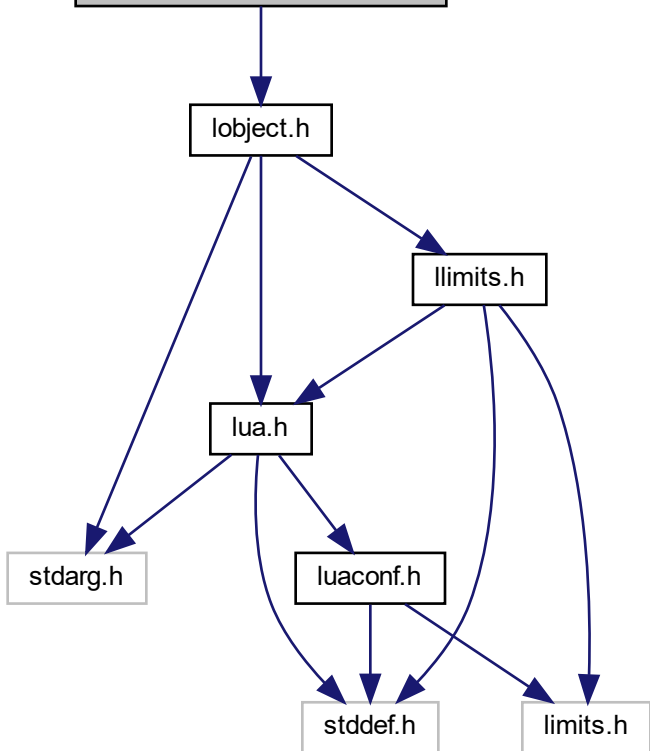 lobject.h
llimits.h
lua.h
stdarg.h
luaconf.h
stddef.h
limits.h